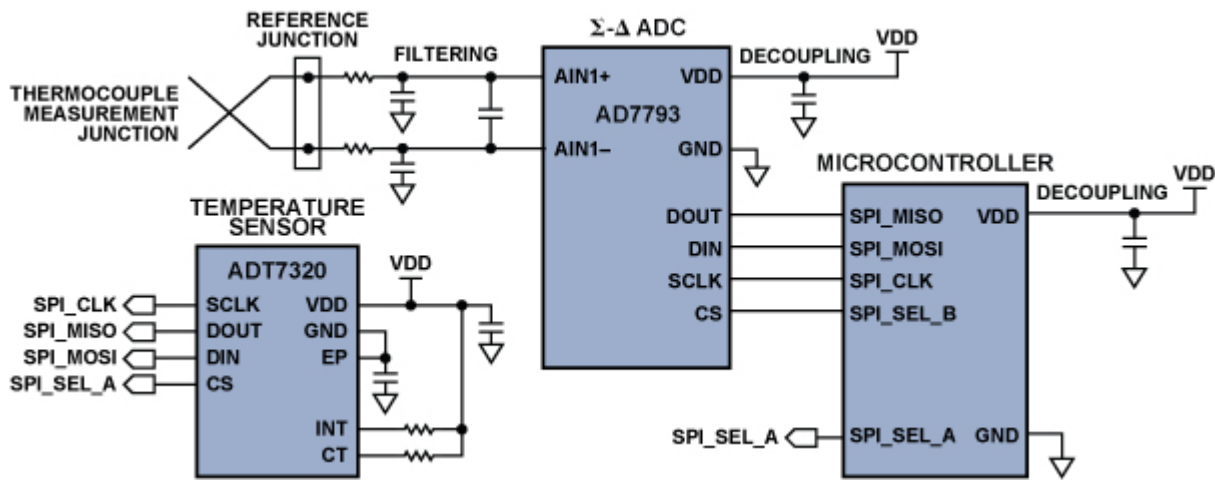 REFERENCE
JUNCTION
FILTERING
Σ-Δ ADC
DECOUPLING
VDD
THERMOCOUPLE
MEASUREMENT
JUNCTION
AIN1+
VDD
AD7793
AIN1–
GND
MICROCONTROLLER
DECOUPLING
VDD
DOUT
DIN
SCLK
CS
SPI_MISO
SPI_MOSI
SPI_CLK
SPI_SEL_B
VDD
SPI_SEL_A
SPI_SEL_A
GND
TEMPERATURE
SENSOR
ADT7320
VDD
SPI_CLK
SPI_MISO
SPI_MOSI
SPI_SEL_A
SCLK
DOUT
DIN
CS
VDD
GND
EP
INT
CT